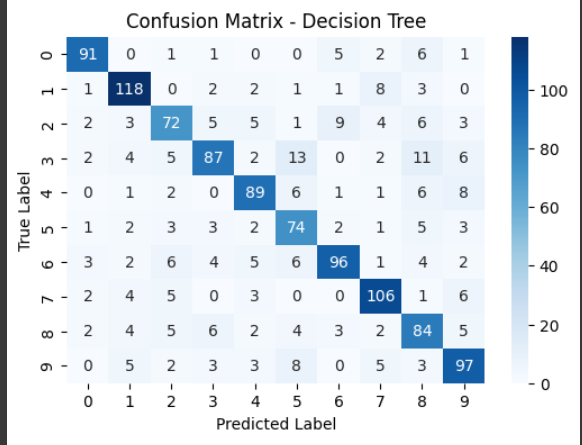 Confusion Matrix - Decision Tree
0 91 0 1 1 0 0 5 2 6 1
1 1 118 0 2 2 1 1 8 3 0
2 2 3 72 5 5 1 9 4 6 3
3 2 4 5 87 2 13 0 2 11 6
4 0 1 2 0 89 6 1 1 6 8
5 1 2 3 3 2 74 2 1 5 3
6 3 2 6 4 5 6 96 1 4 2
7 2 4 5 0 3 0 0 106 1 6
8 2 4 5 6 2 4 3 2 84 5
9 0 5 2 3 3 8 0 5 3 97
0 1 2 3 4 5 6 7 8 9
True Label
Predicted Label
100
80
60
40
20
0